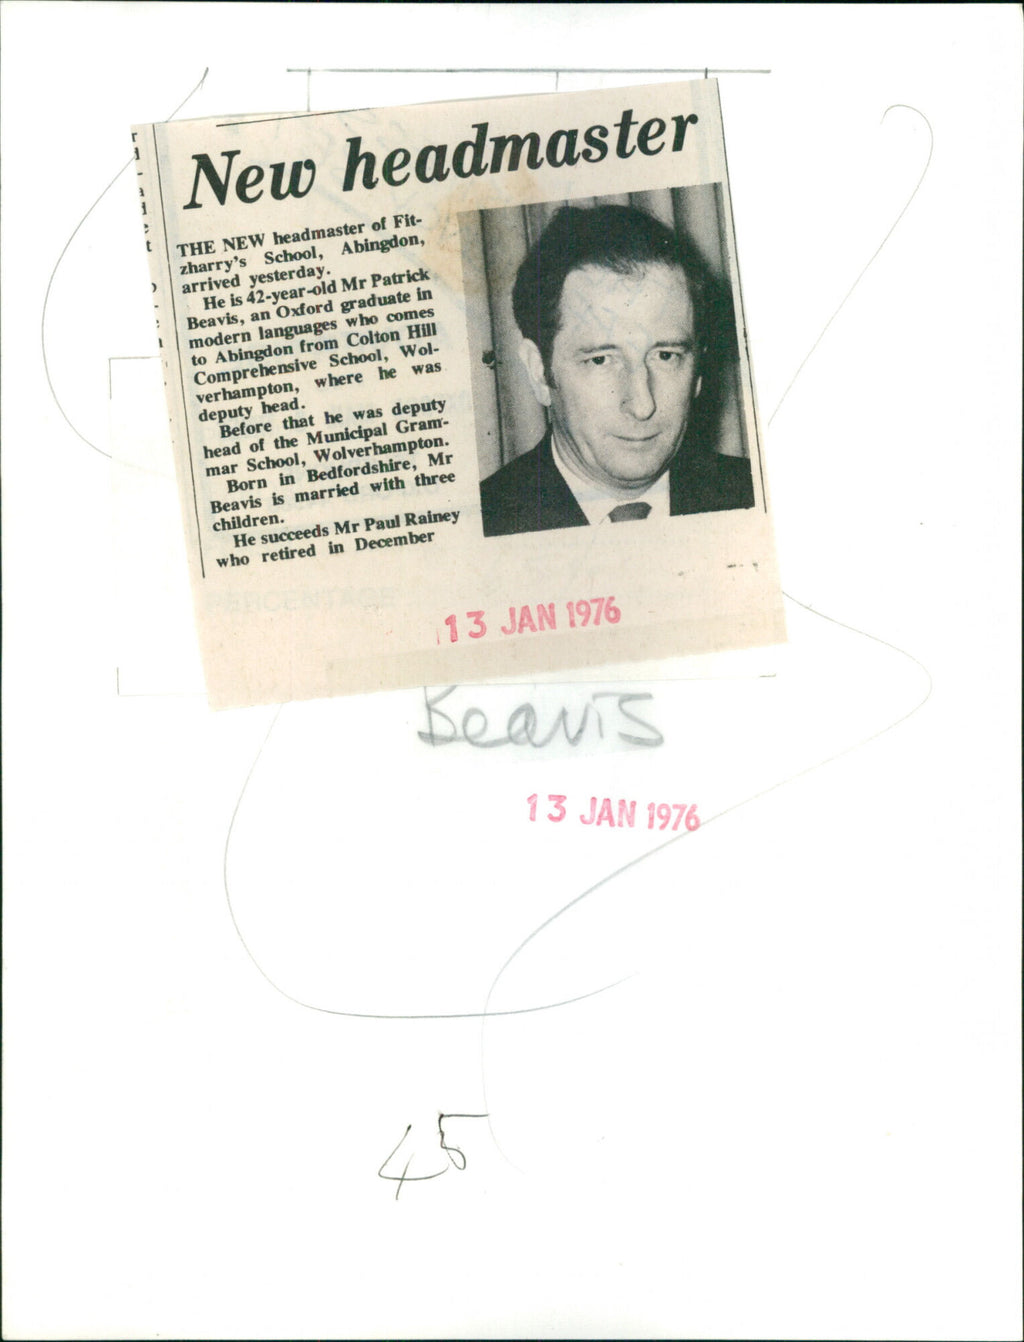 New headmaster
THE NEW headmaster of Fit-
zharry's School, Abingdon,
arrived yesterday.
He is 42-year-old Mr Patrick
Beavis, an Oxford graduate in
modern languages who comes
to Abingdon from Colton Hill
Comprehensive School, Wol-
verhampton, where he was
deputy head.
Before that he was deputy
head of the Municipal Gram-
mar School, Wolverhampton.
Born in Bedfordshire, Mr
Beavis is married with three
children.
He succeeds Mr Paul Rainey
who retired in December
PERCENTAGE
13 JAN 1976
Beavis
13 JAN 1976
45